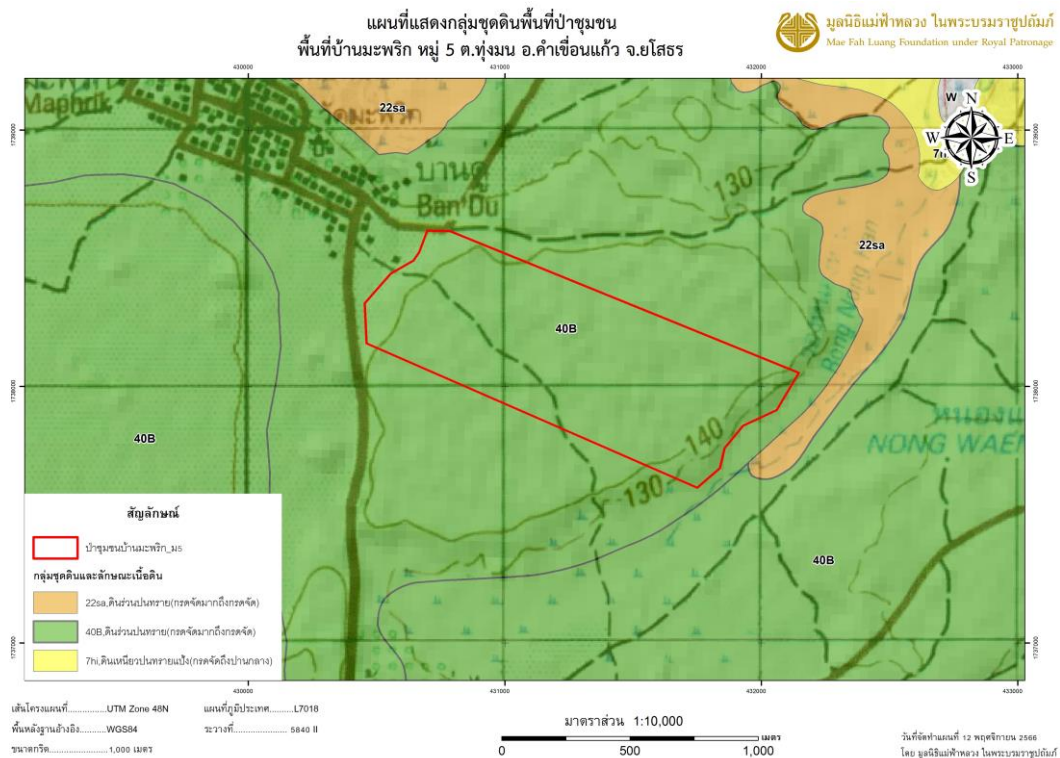 แผนที่แสดงกลุ่มชุดดินพื้นที่ป่าชุมชน
พื้นที่บ้านมะพริก หมู่ 5 ต.ทุ่งมน อ.คำเขื่อนแก้ว จ.ยโสธร
มูลนิธิแม่ฟ้าหลวง ในพระบรมราชูปถัมภ์
Mae Fah Luang Foundation under Royal Patronage
430000 431000 432000 433000
Maphrik
22sa
W
N
W E
S
1739000
1739000
บานดู
Ban Du
130
22sa
40B
1738000
1738000
40B
140
130
NONG WAEN
40B
1737000
1737000
สัญลักษณ์
ป่าชุมชนบ้านมะพริก_ม5
กลุ่มชุดดินและลักษณะเนื้อดิน
22sa,ดินร่วนปนทราย(กรดจัดมากถึงกรดจัด)
40B,ดินร่วนปนทราย(กรดจัดมากถึงกรดจัด)
7hi,ดินเหนียวปนทรายแป้ง(กรดจัดถึงปานกลาง)
430000 431000 432000 433000
เส้นโครงแผนที่................UTM Zone 48N
พื้นหลักฐานอ้างอิง..........WGS84
ขนาดกริด......................1,000 เมตร
แผนที่ภูมิประเทศ..........L7018
ระวางที่...................... 5840 II
มาตราส่วน 1:10,000
เมตร
0 500 1,000
วันที่จัดทำแผนที่ 12 พฤศจิกายน 2566
โดย มูลนิธิแม่ฟ้าหลวง ในพระบรมราชูปถัมภ์